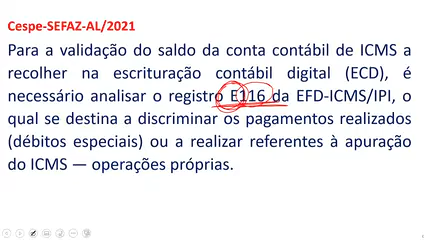 Cespe-SEFAZ-AL/2021
Para a validação do saldo da conta contábil de ICMS a
recolher na escrituração contábil digital (ECD), é
necessário analisar o registro E116 da EFD-ICMS/IPI, o
qual se destina a discriminar os pagamentos realizados
(débitos especiais) ou a realizar referentes à apuração
do ICMS — operações próprias.